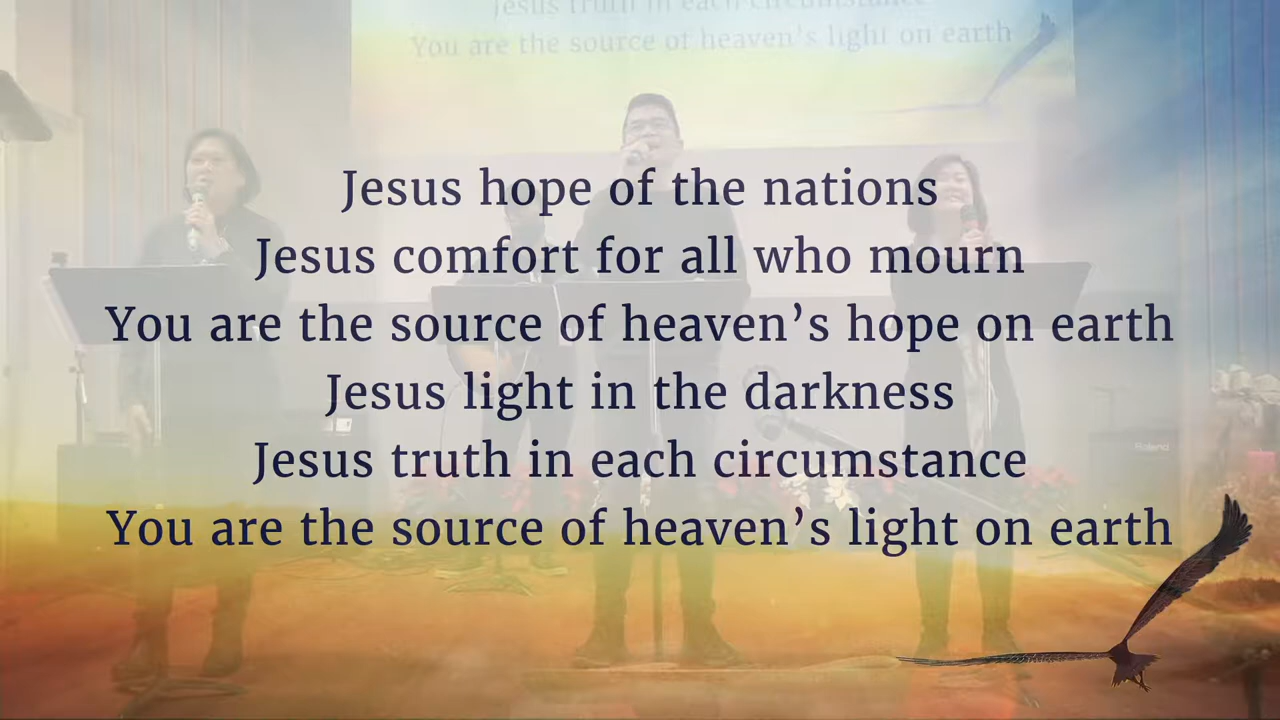 Jesus truth in each circumstance
You are the source of heaven's light on earth
Jesus hope of the nations
Jesus comfort for all who mourn
You are the source of heaven’s hope on earth
Jesus light in the darkness
Jesus truth in each circumstance
You are the source of heaven’s light on earth
Roland